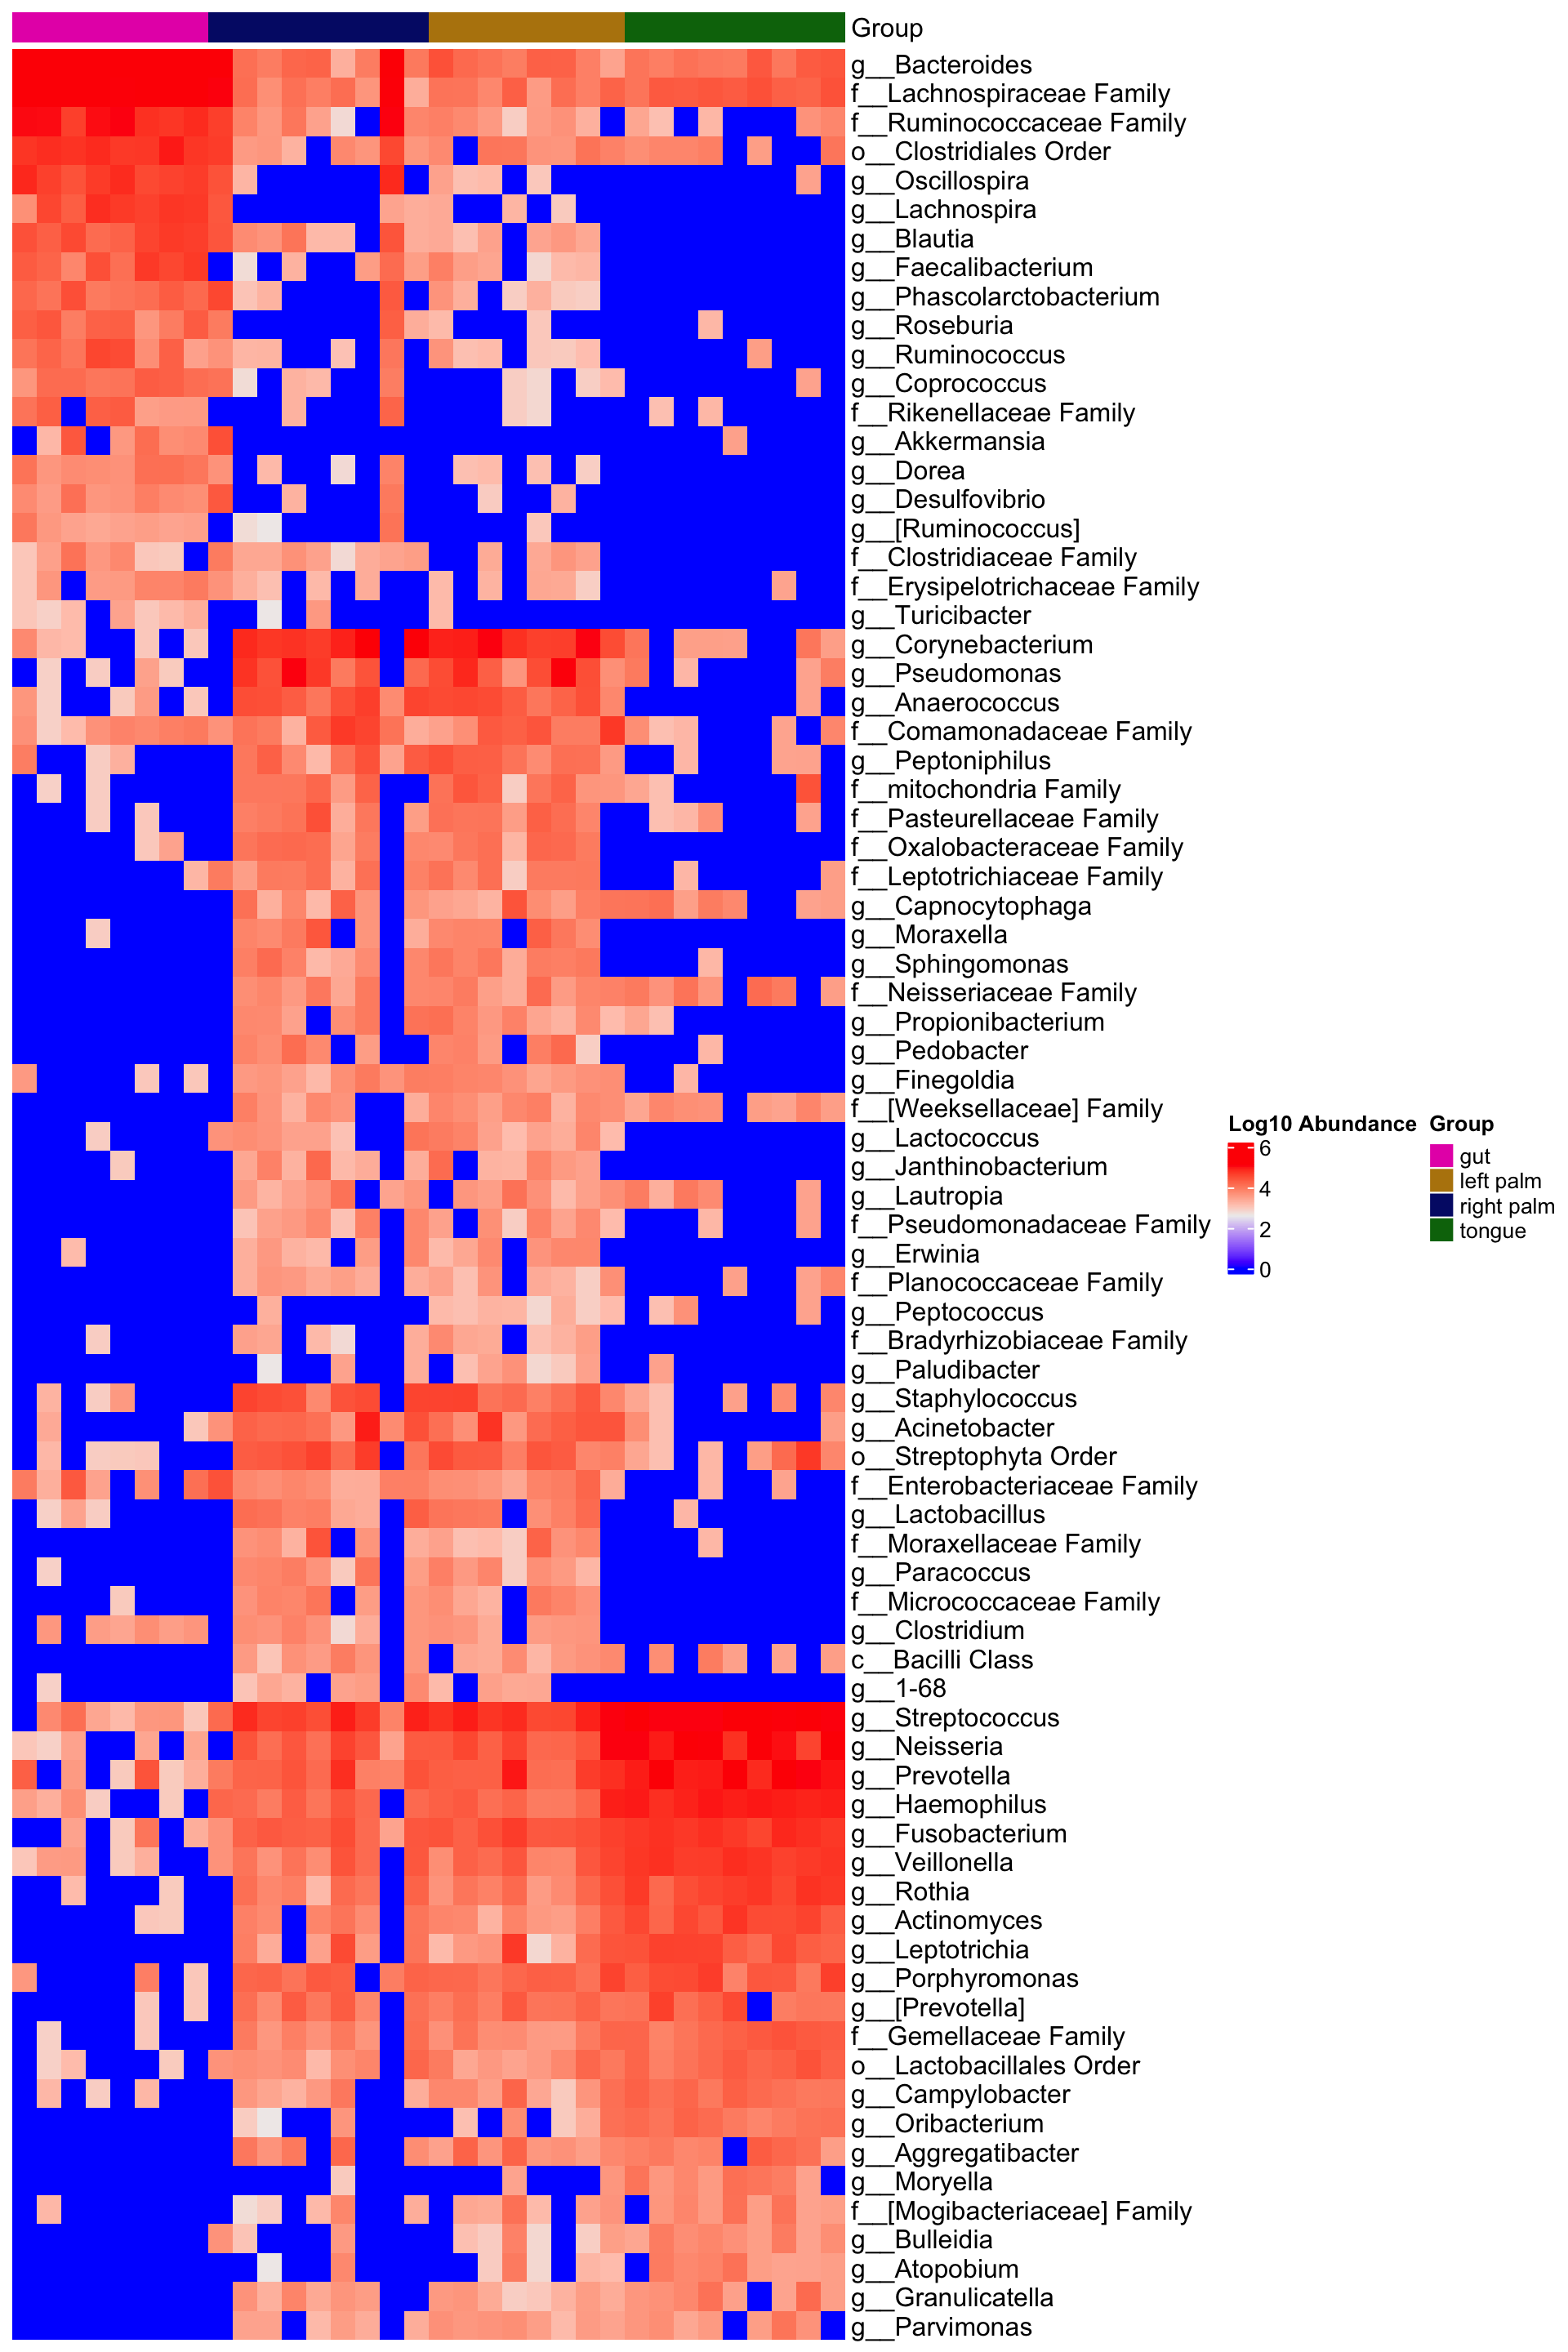 Group
g__Bacteroides
f__Lachnospiraceae Family
f__Ruminococcaceae Family
o__Clostridiales Order
g__Oscillospira
g__Lachnospira
g__Blautia
g__Faecalibacterium
g__Phascolarctobacterium
g__Roseburia
g__Ruminococcus
g__Coprococcus
f__Rikenellaceae Family
g__Akkermansia
g__Dorea
g__Desulfovibrio
g__[Ruminococcus]
f__Clostridiaceae Family
f__Erysipelotrichaceae Family
g__Turicibacter
g__Corynebacterium
g__Pseudomonas
g__Anaerococcus
f__Comamonadaceae Family
g__Peptoniphilus
f__mitochondria Family
f__Pasteurellaceae Family
f__Oxalobacteraceae Family
f__Leptotrichiaceae Family
g__Capnocytophaga
g__Moraxella
g__Sphingomonas
f__Neisseriaceae Family
g__Propionibacterium
g__Pedobacter
g__Finegoldia
f__[Weeksellaceae] Family
g__Lactococcus
g__Janthinobacterium
g__Lautropia
f__Pseudomonadaceae Family
g__Erwinia
f__Planococcaceae Family
g__Peptococcus
f__Bradyrhizobiaceae Family
g__Paludibacter
g__Staphylococcus
g__Acinetobacter
o__Streptophyta Order
f__Enterobacteriaceae Family
g__Lactobacillus
f__Moraxellaceae Family
g__Paracoccus
f__Micrococcaceae Family
g__Clostridium
c__Bacilli Class
g__1-68
g__Streptococcus
g__Neisseria
g__Prevotella
g__Haemophilus
g__Fusobacterium
g__Veillonella
g__Rothia
g__Actinomyces
g__Leptotrichia
g__Porphyromonas
g__[Prevotella]
f__Gemellaceae Family
o__Lactobacillales Order
g__Campylobacter
g__Oribacterium
g__Aggregatibacter
g__Moryella
f__[Mogibacteriaceae] Family
g__Bulleidia
g__Atopobium
g__Granulicatella
g__Parvimonas
Log10 Abundance
6
4
2
0
Group
gut
left palm
right palm
tongue